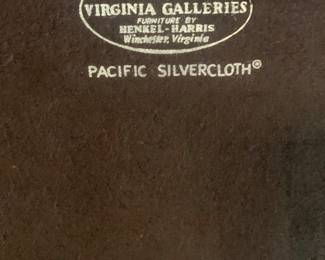 VIRGINIA GALLERIES
FURNITURE BY
HENKEL-HARRIS
Winchester, Virginia
PACIFIC SILVERCLOTH®